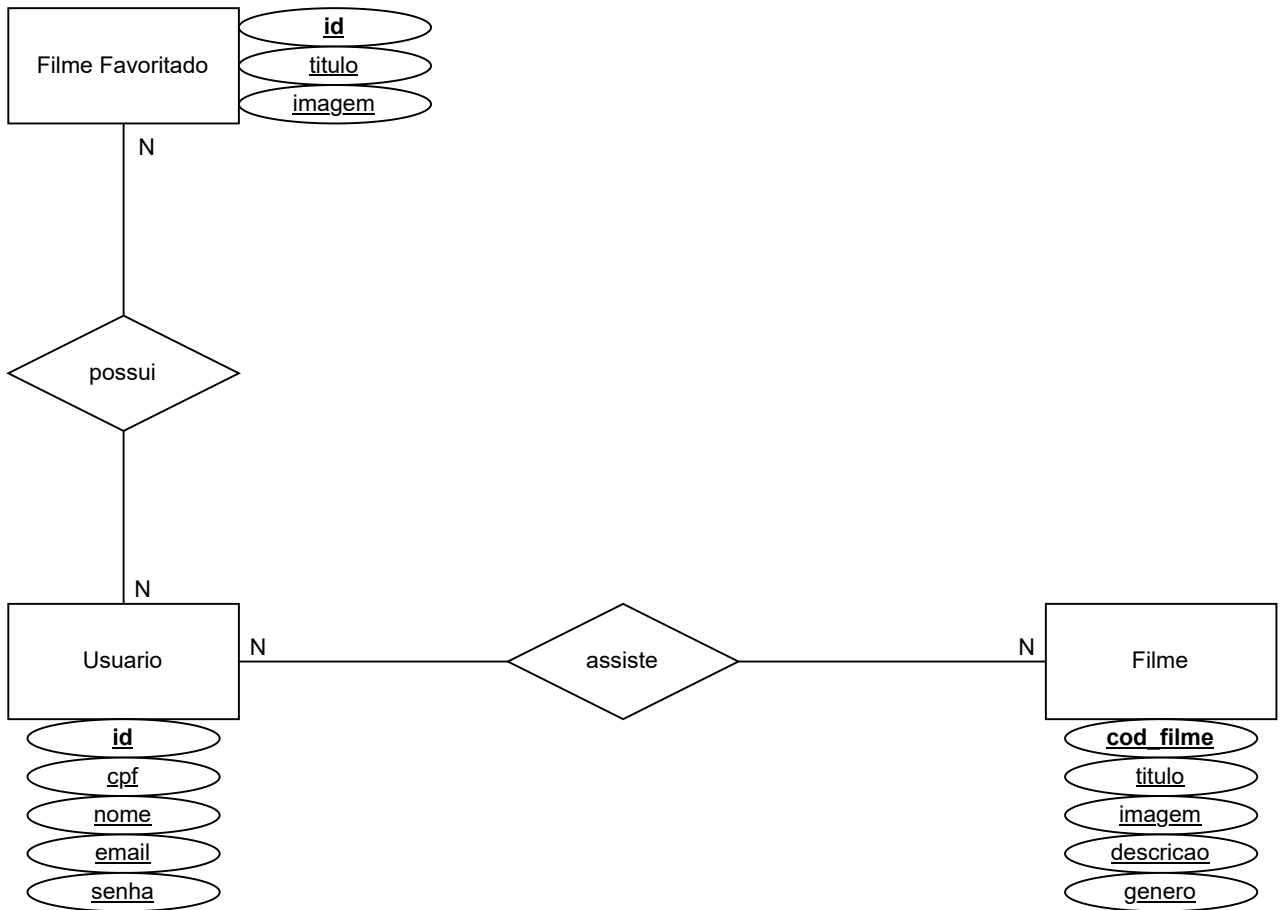 Filme Favoritado
id
titulo
imagem
N
possui
N
Usuario
N
assiste
N
Filme
id
cpf
nome
email
senha
cod_filme
titulo
imagem
descricao
genero